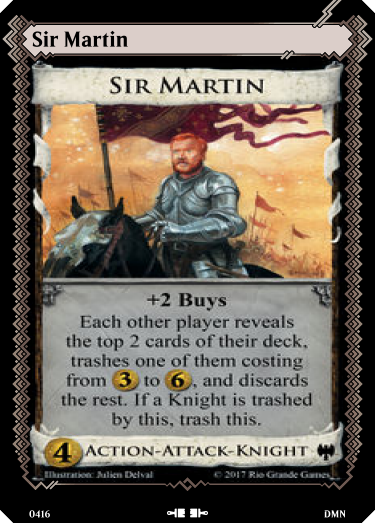 Sir Martin
Sir Martin
+2 Buys
Each other player reveals
the top 2 cards of their deck,
trashes one of them costing
from 3 to 6, and discards
the rest. If a Knight is trashed
by this, trash this.
4 Action-Attack-Knight
Illustration: Julien Delval © 2017 Rio Grande Games
0416 DMN